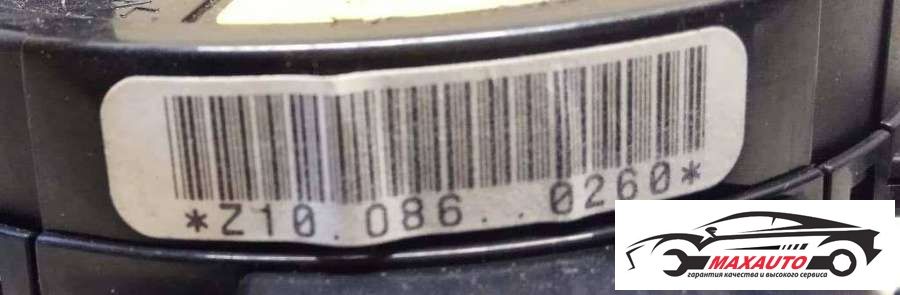 *Z10.086..0260*
MAXAUTO
гарантия качества и высокого сервиса